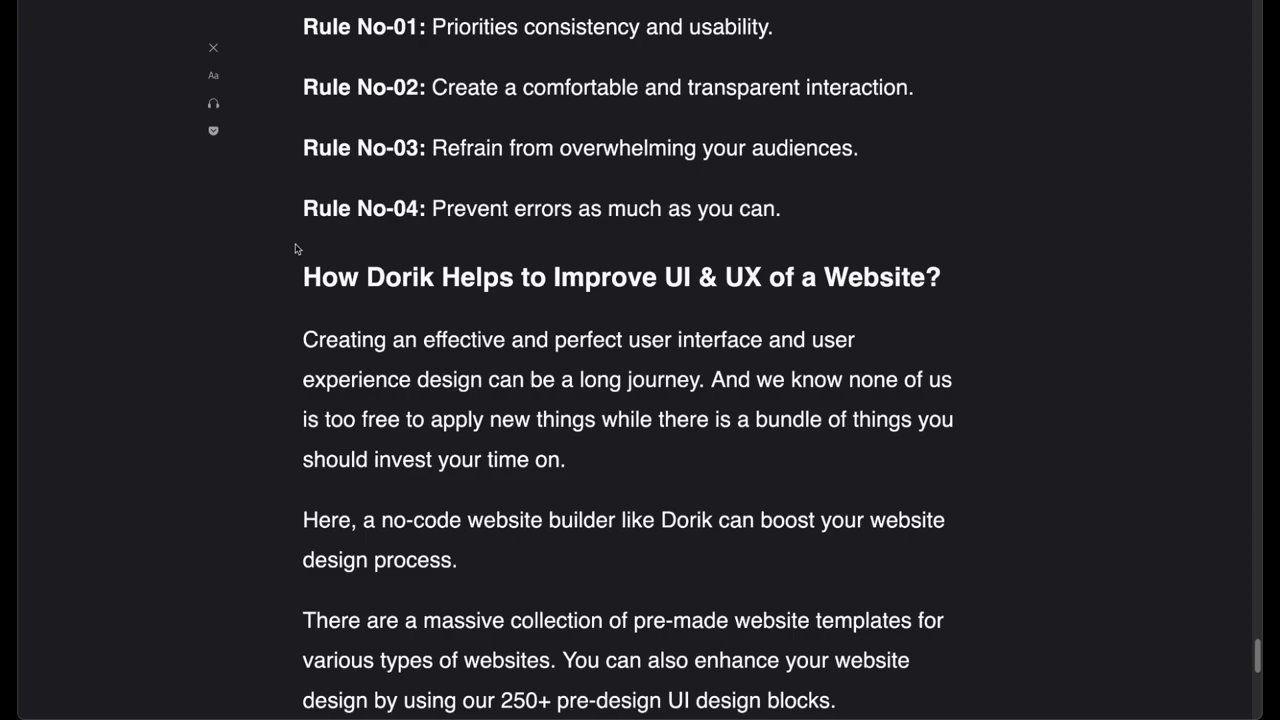 Rule No-01: Priorities consistency and usability.
Aa
Rule No-02: Create a comfortable and transparent interaction.
Rule No-03: Refrain from overwhelming your audiences.
Rule No-04: Prevent errors as much as you can.
How Dorik Helps to Improve UI & UX of a Website?
Creating an effective and perfect user interface and user
experience design can be a long journey. And we know none of us
is too free to apply new things while there is a bundle of things you
should invest your time on.
Here, a no-code website builder like Dorik can boost your website
design process.
There are a massive collection of pre-made website templates for
various types of websites. You can also enhance your website
design by using our 250+ pre-design UI design blocks.